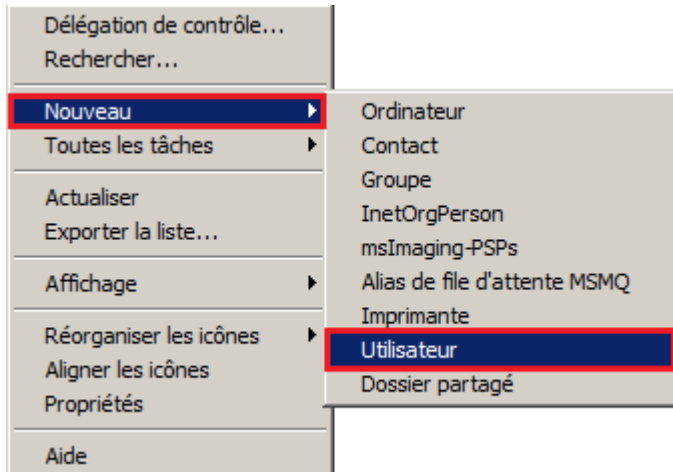 Délégation de contrôle...
Rechercher...
Nouveau
Toutes les tâches
Actualiser
Exporter la liste...
Affichage
Réorganiser les icônes
Aligner les icônes
Propriétés
Aide
Ordinateur
Contact
Groupe
InetOrgPerson
msImaging-PSPs
Alias de file d'attente MSMQ
Imprimante
Utilisateur
Dossier partagé